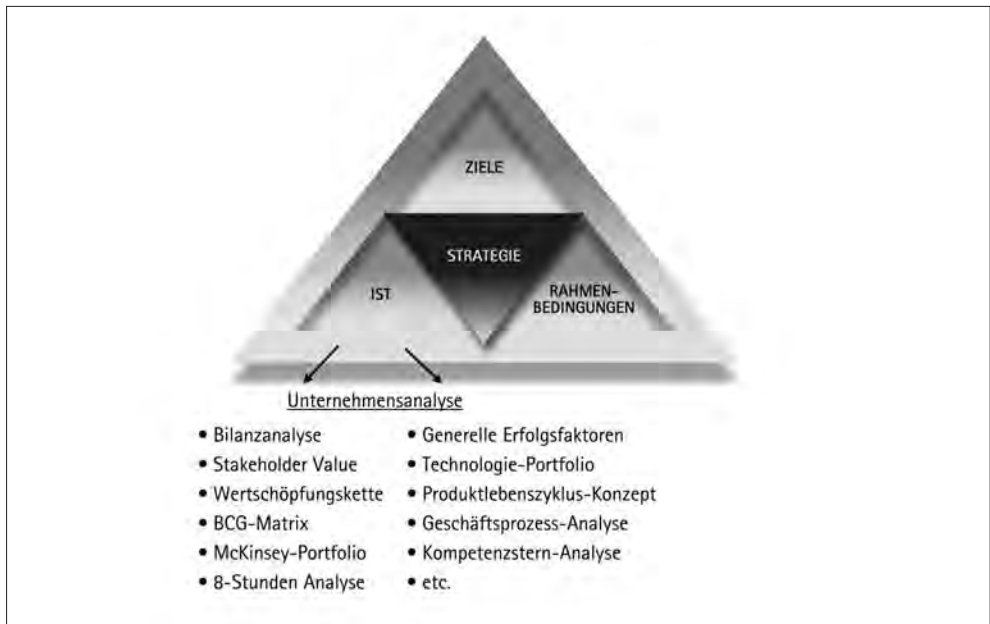 ZIELE
STRATEGIE
IST
RAHMEN-
BEDINGUNGEN
Unternehmensanalyse
• Bilanzanalyse
• Stakeholder Value
• Wertschöpfungskette
• BCG-Matrix
• McKinsey-Portfolio
• 8-Stunden Analyse
• Generelle Erfolgsfaktoren
• Technologie-Portfolio
• Produktlebenszyklus-Konzept
• Geschäftsprozess-Analyse
• Kompetenzstern-Analyse
• etc.